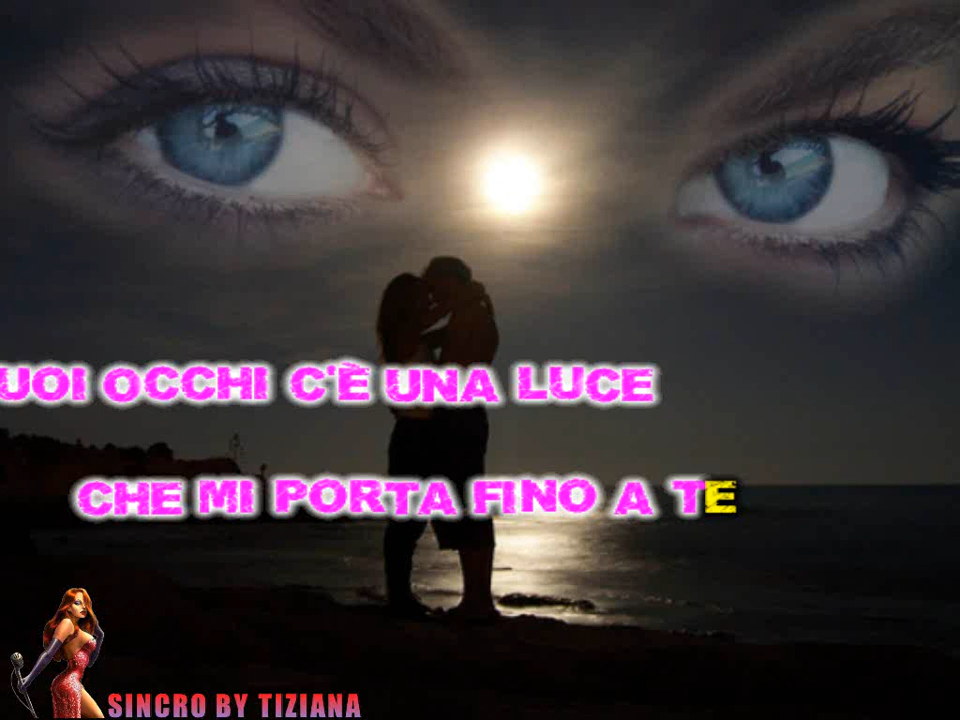 UOI OCCHI C'È UNA LUCE
CHE MI PORTA FINO A TE
SINCRO BY TIZIANA